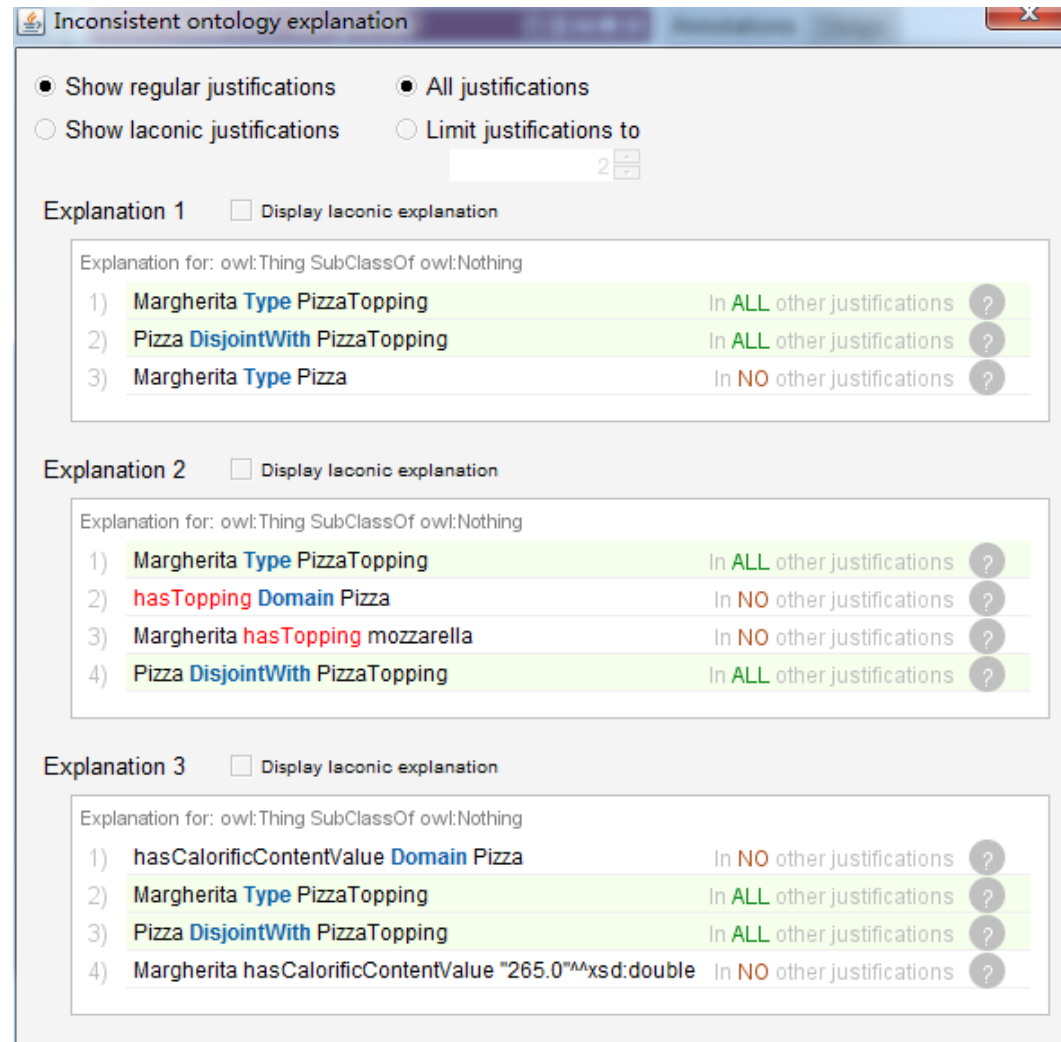 Inconsistent ontology explanation
Show regular justifications All justifications
Show laconic justifications Limit justifications to
2
Explanation 1 Display laconic explanation
Explanation for: owl:Thing SubClassOf owl:Nothing
1) Margherita Type PizzaTopping In ALL other justifications ?
2) Pizza DisjointWith PizzaTopping In ALL other justifications ?
3) Margherita Type Pizza In NO other justifications ?
Explanation 2 Display laconic explanation
Explanation for: owl:Thing SubClassOf owl:Nothing
1) Margherita Type PizzaTopping In ALL other justifications ?
2) hasTopping Domain Pizza In NO other justifications ?
3) Margherita hasTopping mozzarella In NO other justifications ?
4) Pizza DisjointWith PizzaTopping In ALL other justifications ?
Explanation 3 Display laconic explanation
Explanation for: owl:Thing SubClassOf owl:Nothing
1) hasCalorificContentValue Domain Pizza In NO other justifications ?
2) Margherita Type PizzaTopping In ALL other justifications ?
3) Pizza DisjointWith PizzaTopping In ALL other justifications ?
4) Margherita hasCalorificContentValue "265.0"^^xsd:double In NO other justifications ?